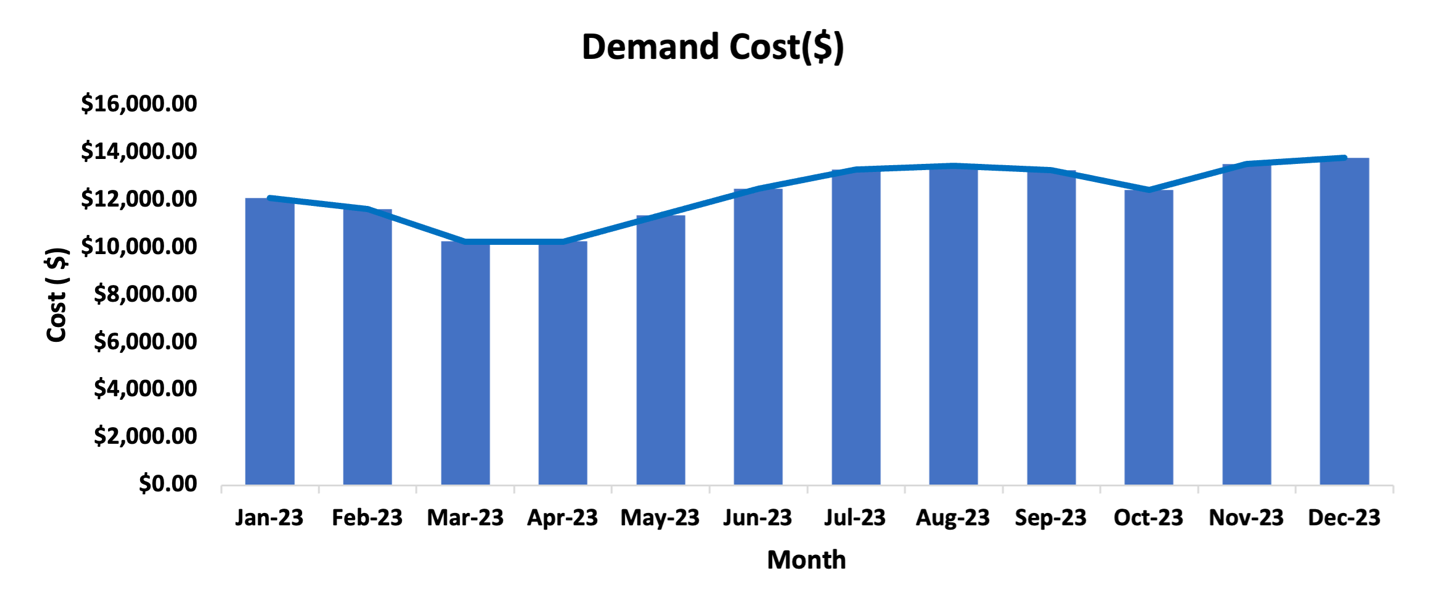 Demand Cost($)
$16,000.00
$14,000.00
$12,000.00
$10,000.00
$8,000.00
$6,000.00
$4,000.00
$2,000.00
$0.00
Cost ( $)
Jan-23 Feb-23 Mar-23 Apr-23 May-23 Jun-23 Jul-23 Aug-23 Sep-23 Oct-23 Nov-23 Dec-23
Month